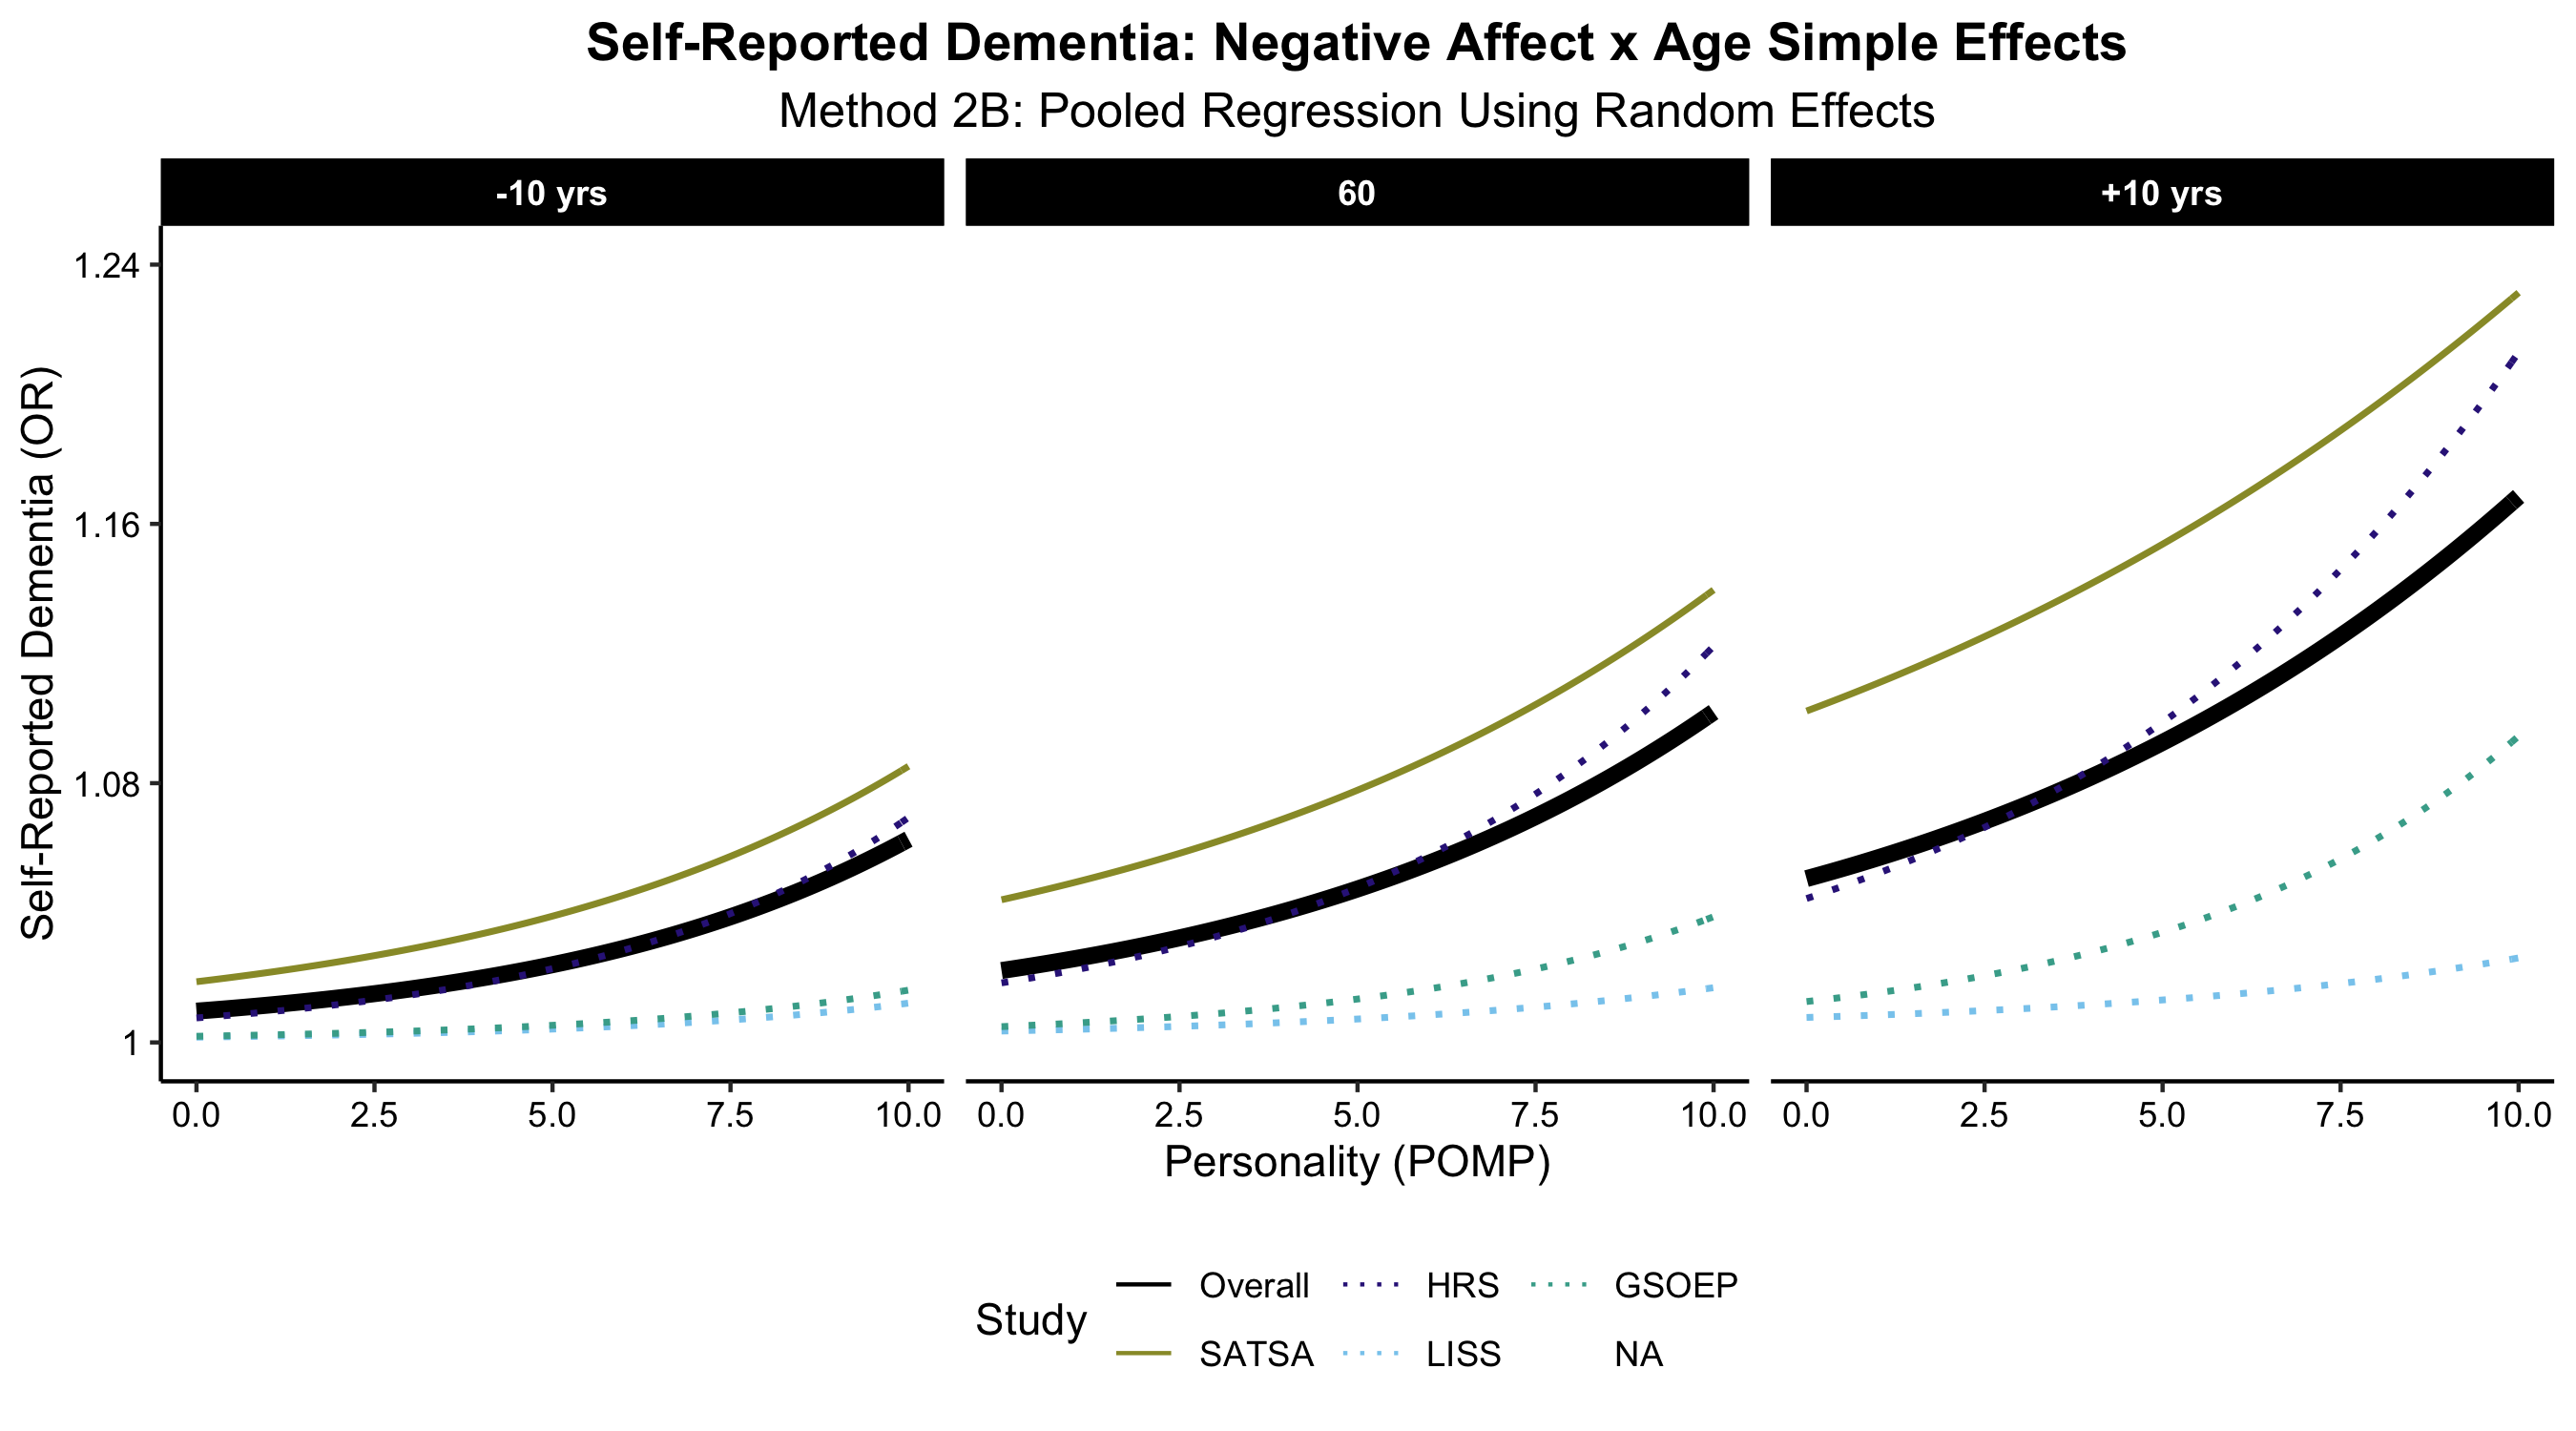 Self-Reported Dementia: Negative Affect x Age Simple Effects
Method 2B: Pooled Regression Using Random Effects
-10 yrs
60
+10 yrs
Self-Reported Dementia (OR)
1.24
1.16
1.08
1
0.0 2.5 5.0 7.5 10.0
0.0 2.5 5.0 7.5 10.0
0.0 2.5 5.0 7.5 10.0
Personality (POMP)
Study
Overall HRS GSOEP
SATSA LISS NA